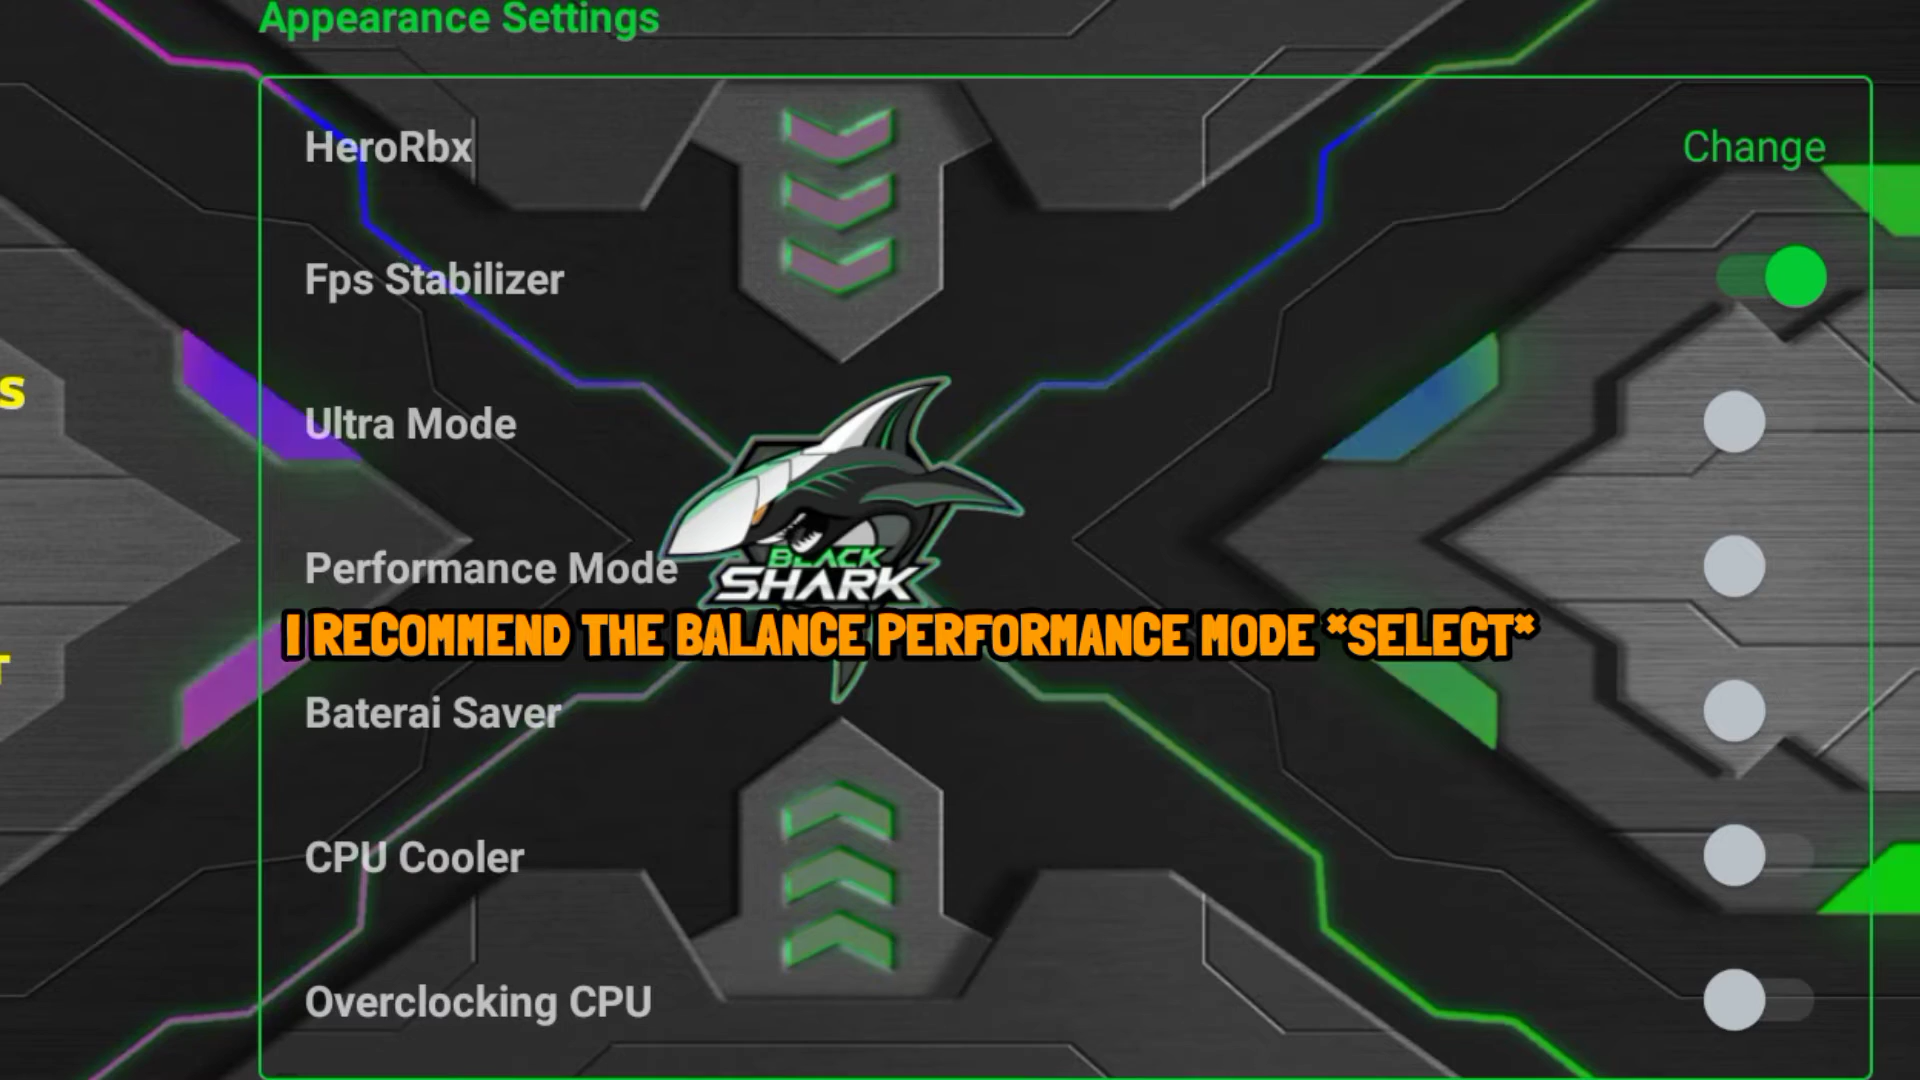 Appearance Settings
HeroRbx
Change
Fps Stabilizer
S
Ultra Mode
BLACK
SHARK
Performance Mode
I RECOMMEND THE BALANCE PERFORMANCE MODE *SELECT*
T
Baterai Saver
CPU Cooler
Overclocking CPU